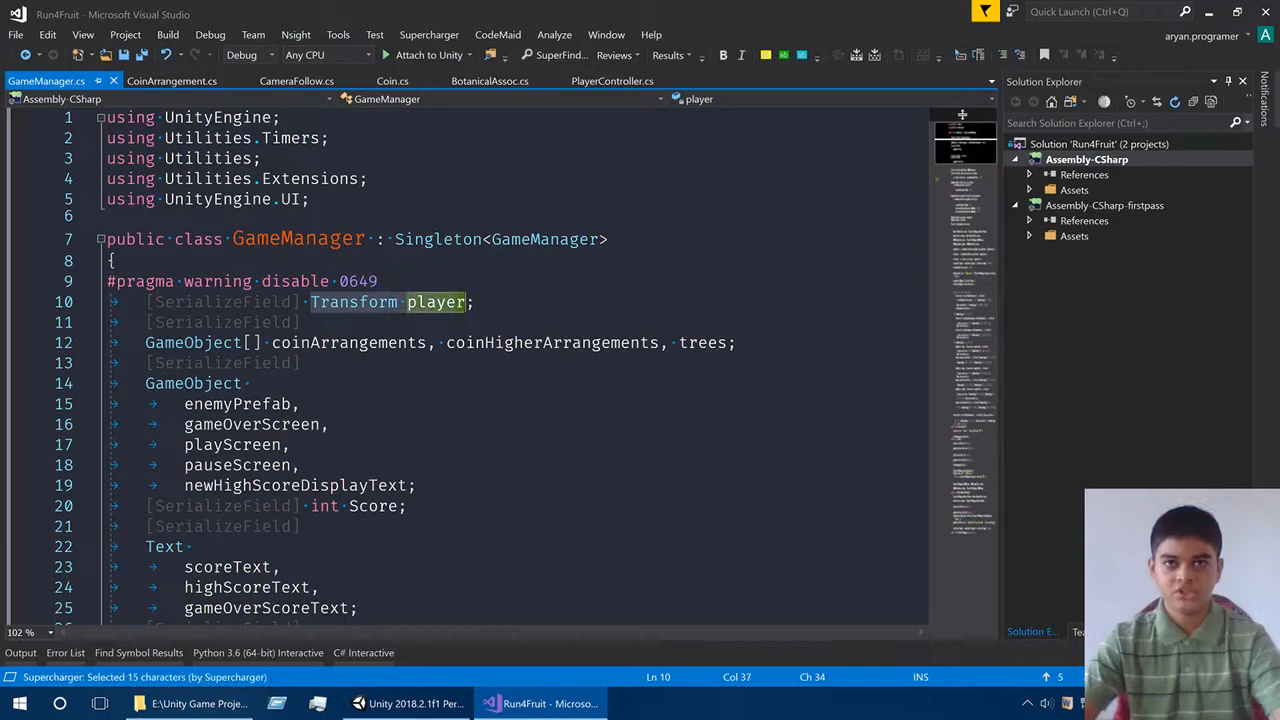 Run4Fruit - Microsoft Visual Studio
Quick Launch (Ctrl+Q)
File Edit View Project Build Debug Team Nsight Tools Test Supercharger CodeMaid Analyze Window Help
aryan.programer
A
Debug Any CPU Attach to Unity SuperFind Reviews Results B I ab ab
GameManager.cs CoinArrangement.cs CameraFollow.cs Coin.cs BotanicalAssoc.cs PlayerController.cs
Solution Explorer
Notifications
Assembly-CSharp GameManager player
Search Solution Explorer (Ctrl+;)
Solution 'Run4Fruit' (2 projects)
Assembly-CSharp
References
Assets
Assembly-CSharp-firstpass
References
Assets
1 using UnityEngine;
2 using Utilities.Timers;
3 using Utilities;
4 using Utilities.Extensions;
5 using UnityEngine.UI;
6
7 public class GameManager : Singleton<GameManager>
8 {
9 #pragma warning disable 0649
10 [SerializeField] Transform player;
11 [SerializeField]
12 GameObject[] coinArrangements, coinHighArrangements, trees;
13 [SerializeField]
14 GameObject
15 enemyPrefab,
16
17 playScreen,
18 pauseScreen,
19 newHighScoreDisplayText;
20 [SerializeField] int Score;
21 [SerializeField]
22 Text
23 scoreText,
24 highScoreText,
25 gameOverScoreText;
26 [SerializeField]
102 %
Solution E... Tea
Output Error List Find Symbol Results Python 3.6 (64-bit) Interactive C# Interactive
Supercharger: Selected 15 characters (by Supercharger) Ln 10 Col 37 Ch 34 INS 5
E:\Unity Game Proje... Unity 2018.2.1f1 Per... Run4Fruit - Microso...